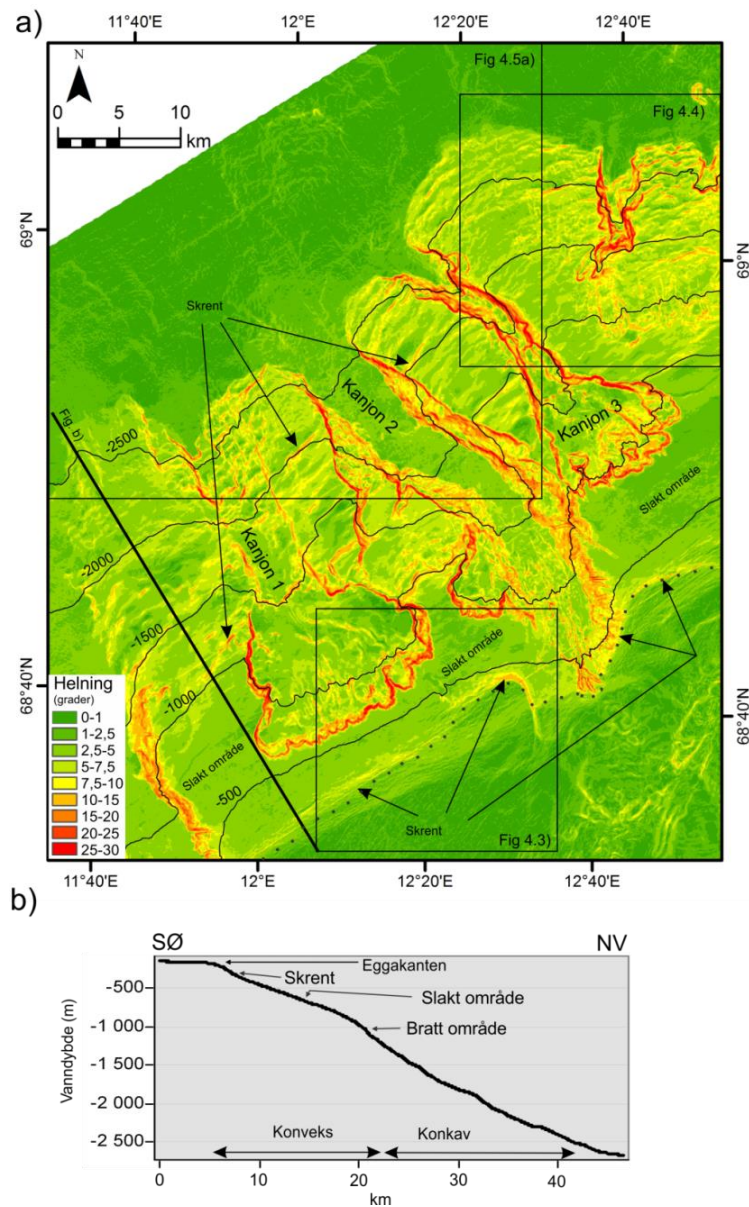 a)
11°40'E
12°E
12°20'E
12°40'E
N
0 5 10
km
Fig 4.5a)
Fig 4.4)
69°N
69°N
Skrent
Kanjon 2
Kanjon 3
Fig b)
-2500
Slakt område
-2000
Kanjon 1
-1500
Slakt område
68°40'N
68°40'N
-1000
Slakt område
-500
Skrent
Fig 4.3)
Helning
(grader)
0-1
1-2,5
2,5-5
5-7,5
7,5-10
10-15
15-20
20-25
25-30
11°40'E
12°E
12°20'E
12°40'E
b)
SØ
NV
Eggakanten
Skrent
Slakt område
Bratt område
Vanndybde (m)
-500
-1 000
-1 500
-2 000
-2 500
Konveks
Konkav
0 10 20 30 40
km